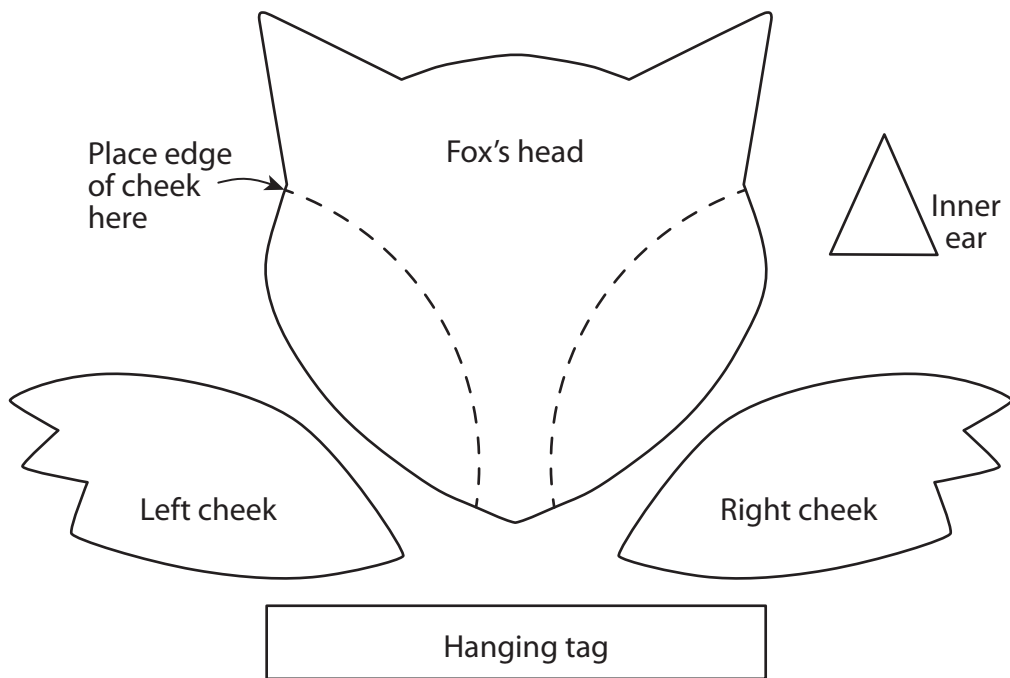 Fox’s head
Place edge
of cheek
here
Inner
ear
Left cheek
Right cheek
Hanging tag